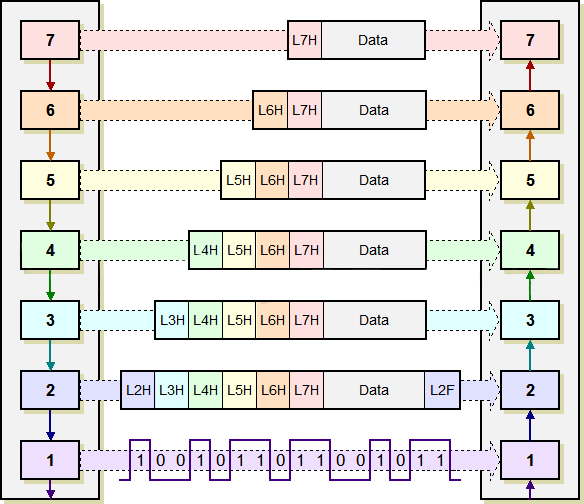 7 L7H Data 7
6 L6H L7H Data 6
5 L5H L6H L7H Data 5
4 L4H L5H L6H L7H Data 4
3 L3H L4H L5H L6H L7H Data 3
2 L2H L3H L4H L5H L6H L7H Data L2F 2
1 1 0 0 1 0 1 1 0 1 1 0 0 1 0 1 1 1